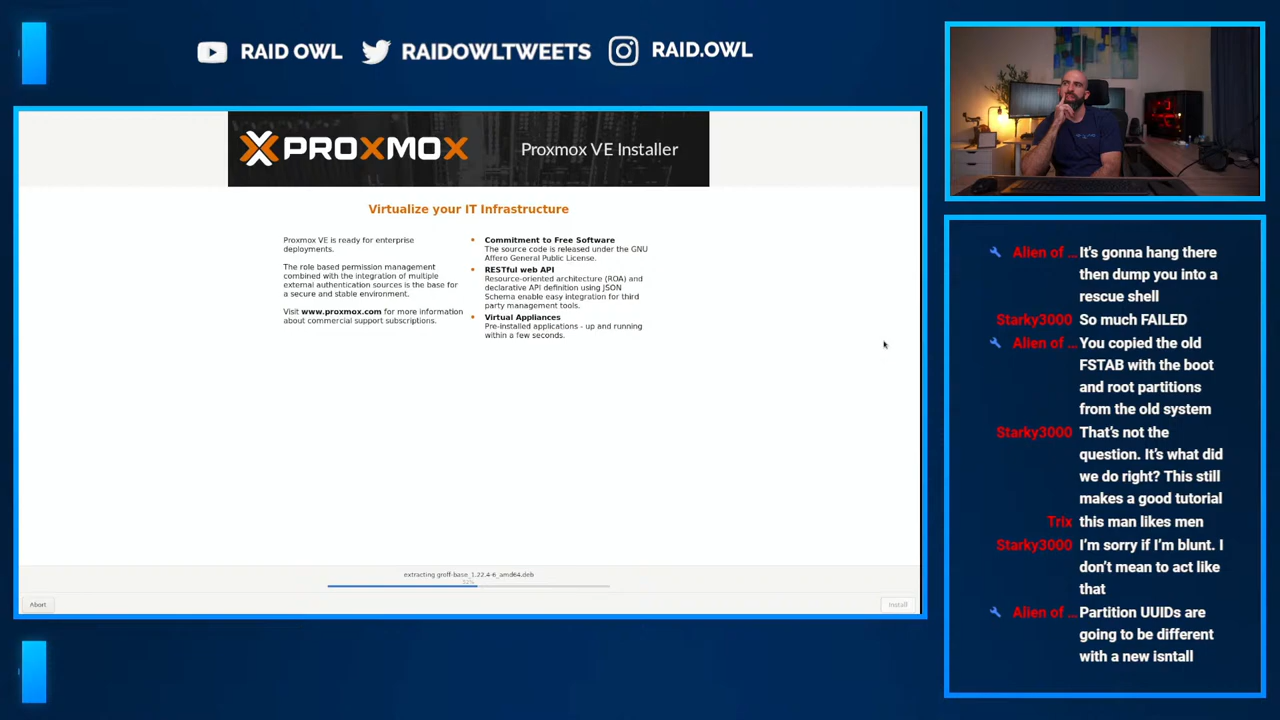 RAID OWL
RAIDOWLTWEETS
RAID.OWL
PROXMOX
Proxmox VE Installer
Virtualize your IT Infrastructure
Proxmox VE is ready for enterprise
deployments.
The role based permission management
combined with the integration of multiple
external authentication sources is the base for
a secure and stable environment.
Visit www.proxmox.com for more information
about commercial support subscriptions.
Commitment to Free Software
The source code is released under the GNU
Affero General Public License.
RESTful web API
Resource-oriented architecture (ROA) and
declarative API definition using JSON
Schema enable easy integration for third
party management tools.
Virtual Appliances
Pre-installed applications - up and running
within a few seconds.
extracting groff-base_1.22.4-6_amd64.deb
Abort
Install
Alien of ... It's gonna hang there
then dump you into a
rescue shell
Starky3000 So much FAILED
Alien of ... You copied the old
FSTAB with the boot
and root partitions
from the old system
Starky3000 That's not the
question. It's what did
we do right? This still
makes a good tutorial
Trix this man likes men
Starky3000 I'm sorry if I'm blunt. I
don't mean to act like
that
Alien of ... Partition UUIDs are
going to be different
with a new isntall